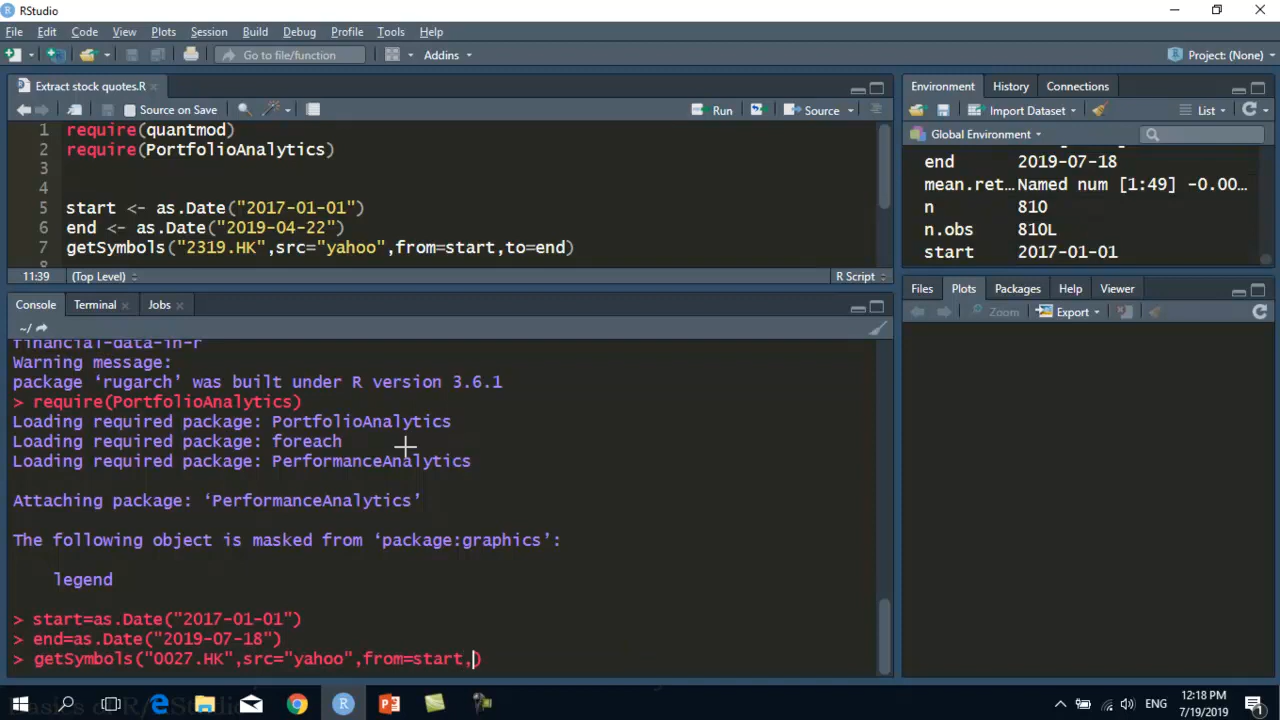 RStudio
File Edit Code View Plots Session Build Debug Profile Tools Help
Go to file/function Addins Project: (None)
Extract stock quotes.R
Source on Save Run Source
1 require(quantmod)
2 require(PortfolioAnalytics)
3
4
5 start <- as.Date("2017-01-01")
6 end <- as.Date("2019-04-22")
7 getSymbols("2319.HK",src="yahoo",from=start,to=end)
11:39 (Top Level) R Script
Console Terminal Jobs
~/
financial-data-in-r
Warning message:
package ‘rugarch’ was built under R version 3.6.1
> require(PortfolioAnalytics)
Loading required package: PortfolioAnalytics
Loading required package: foreach
Loading required package: PerformanceAnalytics
Attaching package: ‘PerformanceAnalytics’
The following object is masked from ‘package:graphics’:
legend
> start=as.Date("2017-01-01")
> end=as.Date("2019-07-18")
> getSymbols("0027.HK",src="yahoo",from=start,)
Environment History Connections
Import Dataset List
Global Environment
end 2019-07-18
mean.ret… Named num [1:49] -0.00…
n 810
n.obs 810L
start 2017-01-01
Files Plots Packages Help Viewer
Zoom Export
Basics of R/RStudio
ENG
12:18 PM
7/19/2019
1